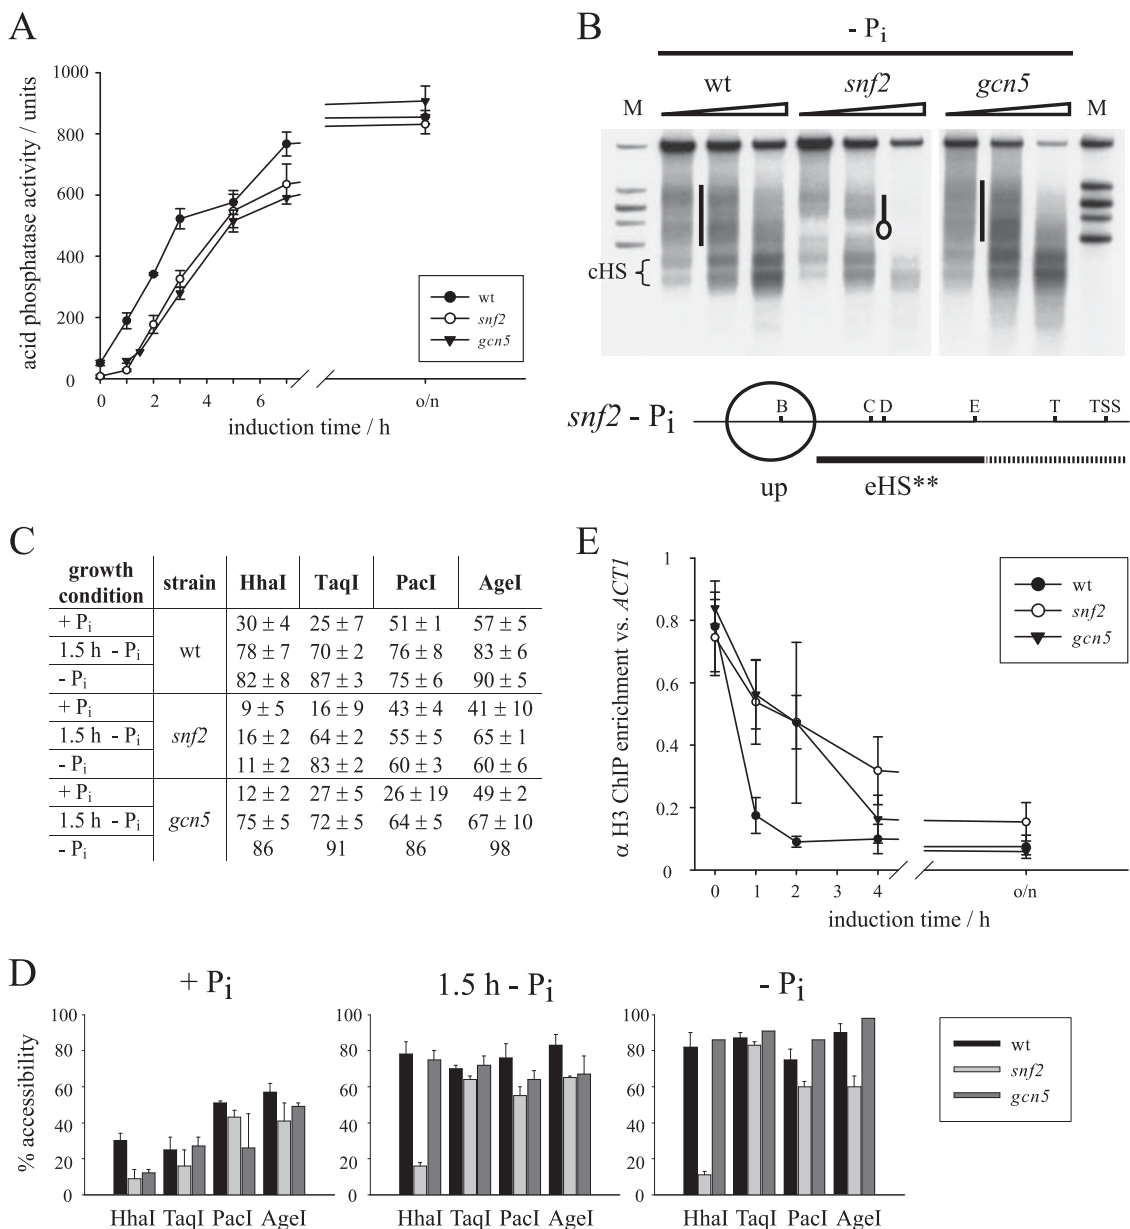 A
acid phosphatase activity / units
1000
800
600
400
200
0
0 2 4 6 o/n
induction time / h
wt
snf2
gcn5
B
- Pi
wt snf2 gcn5
M M
cHS
snf2 - Pi
B C D E T TSS
up eHS**
C
growth condition strain HhaI TaqI PacI AgeI
+ Pi 30 ± 4 25 ± 7 51 ± 1 57 ± 5
1.5 h - Pi wt 78 ± 7 70 ± 2 76 ± 8 83 ± 6
- Pi 82 ± 8 87 ± 3 75 ± 6 90 ± 5
+ Pi 9 ± 5 16 ± 9 43 ± 4 41 ± 10
1.5 h - Pi snf2 16 ± 2 64 ± 2 55 ± 5 65 ± 1
- Pi 11 ± 2 83 ± 2 60 ± 3 60 ± 6
+ Pi 12 ± 2 27 ± 5 26 ± 19 49 ± 2
1.5 h - Pi gcn5 75 ± 5 72 ± 5 64 ± 5 67 ± 10
- Pi 86 91 86 98
E
α H3 ChIP enrichment vs. ACT1
1
0.8
0.6
0.4
0.2
0
0 1 2 3 4 o/n
induction time / h
wt
snf2
gcn5
D
% accessibility
+ Pi
100
80
60
40
20
0
HhaI TaqI PacI AgeI
1.5 h - Pi
100
80
60
40
20
0
HhaI TaqI PacI AgeI
- Pi
100
80
60
40
20
0
HhaI TaqI PacI AgeI
wt
snf2
gcn5